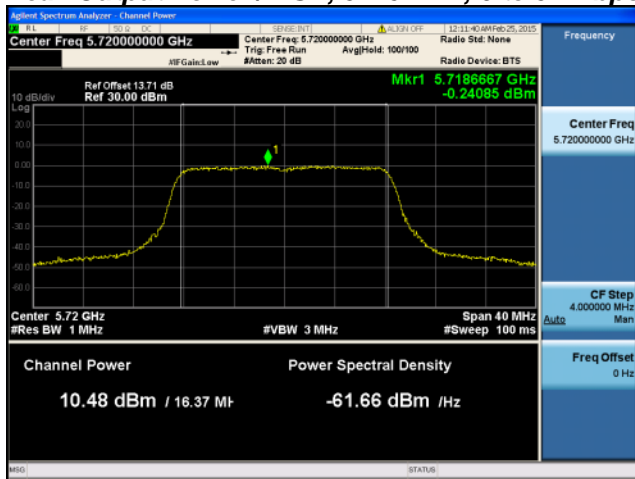 Agilent Spectrum Analyzer - Channel Power
RL RF 50 Ω DC SENSE:INT ALIGN OFF 12:11:40 AM Feb 25, 2015
Center Freq 5.720000000 GHz
Center Freq: 5.720000000 GHz
Radio Std: None
Trig: Free Run Avg|Hold: 100/100
#IFGain:Low #Atten: 20 dB Radio Device: BTS
Mkr1 5.7186667 GHz
-0.24085 dBm
Ref Offset 13.71 dB
10 dB/div Ref 30.00 dBm
Log
20.0
10.0
1
0.00
-10.0
-20.0
-30.0
-40.0
-50.0
-60.0
Center 5.72 GHz Span 40 MHz
#Res BW 1 MHz #VBW 3 MHz #Sweep 100 ms
Channel Power Power Spectral Density
10.48 dBm / 16.37 MH -61.66 dBm /Hz
MSG STATUS
Frequency
Center Freq
5.720000000 GHz
CF Step
4.000000 MHz
Auto Man
Freq Offset
0 Hz